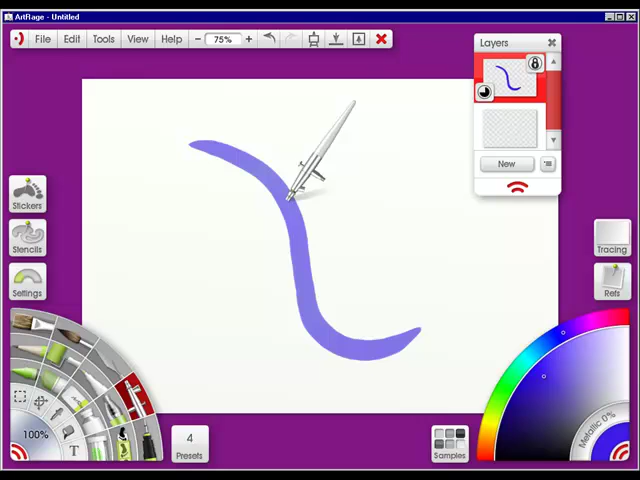 ArtRage - Untitled
File Edit Tools View Help − 75% +
Layers
New
Stickers
Stencils
Settings
Tracing
Refs
100%
T
4
Presets
Samples
Metallic 0%